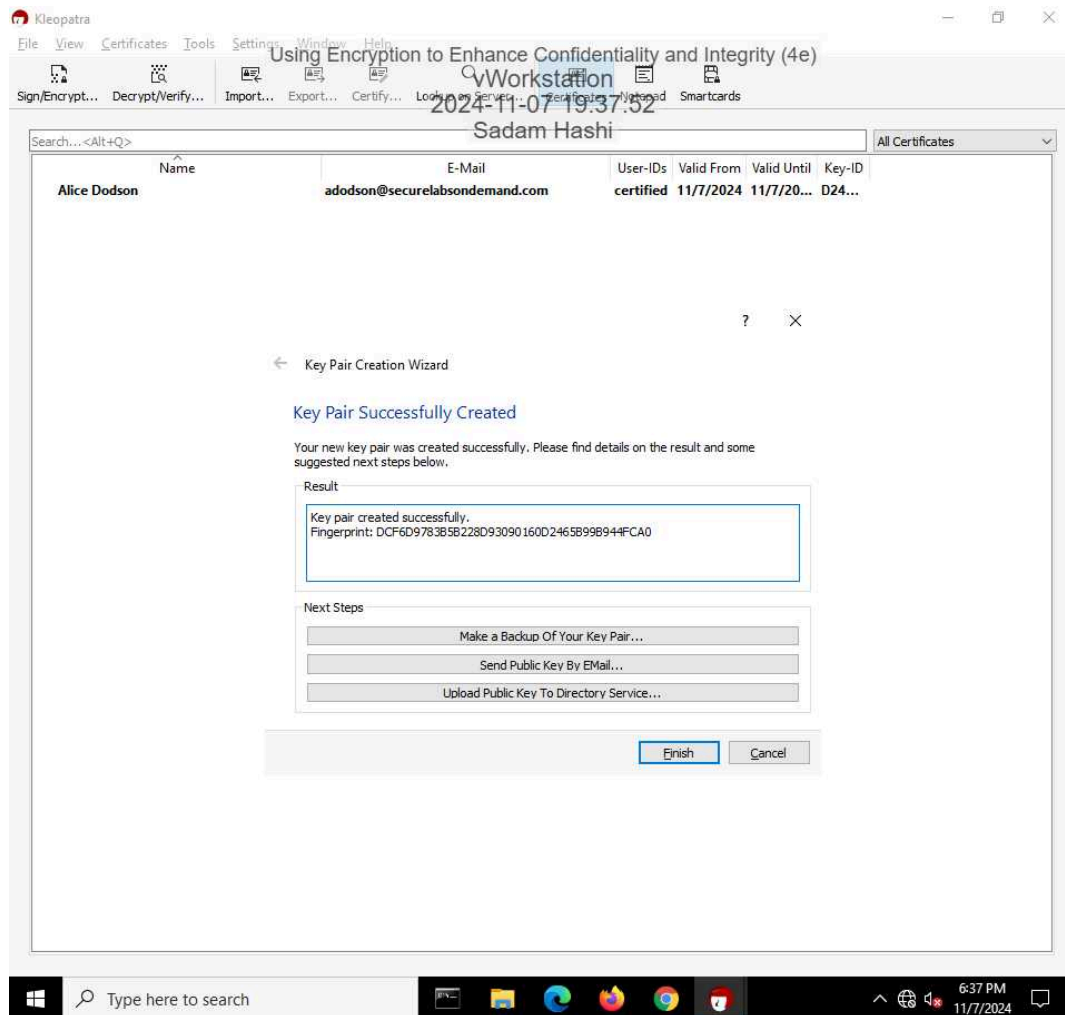 Kleopatra
File View Certificates Tools Settings Window Help
Using Encryption to Enhance Confidentiality and Integrity (4e)
vWorkstation
2024-11-07 19:37:52
Sadam Hashi
Sign/Encrypt... Decrypt/Verify... Import... Export... Certify... Lookup on Server... Certificates Notepad Smartcards
Search...<Alt+Q> All Certificates
Name E-Mail User-IDs Valid From Valid Until Key-ID
Alice Dodson adodson@securelabsondemand.com certified 11/7/2024 11/7/20... D24...
?
Key Pair Creation Wizard
Key Pair Successfully Created
Your new key pair was created successfully. Please find details on the result and some
suggested next steps below.
Result
Key pair created successfully.
Fingerprint: DCF6D9783B5B228D93090160D2465B99B944FCA0
Next Steps
Make a Backup Of Your Key Pair...
Send Public Key By EMail...
Upload Public Key To Directory Service...
Finish Cancel
Type here to search
6:37 PM
11/7/2024